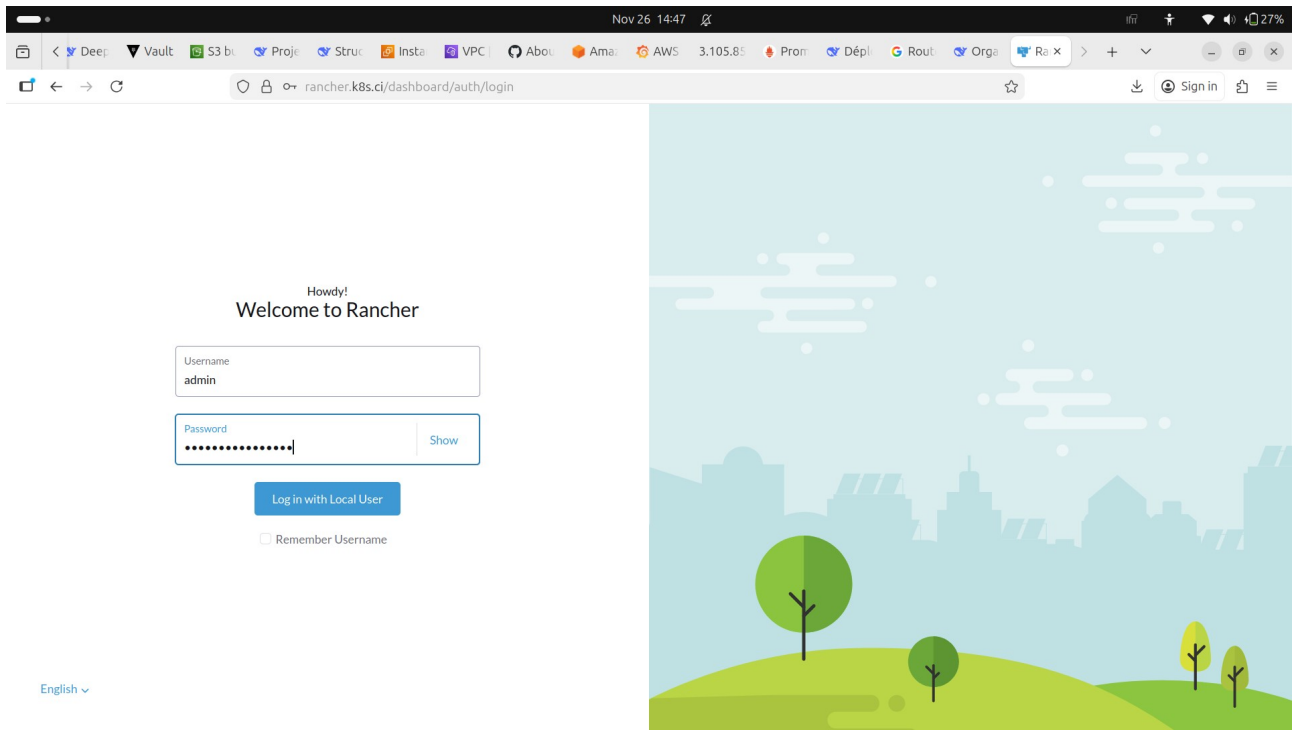 Nov 26 14:47
27%
Deep
Vault
S3 bu
Proje
Struc
Insta
VPC
Abou
Ama
AWS
3.105.85
Prom
Dépl
G Rout
Orga
Ra
rancher.k8s.ci/dashboard/auth/login
Sign in
Howdy!
Welcome to Rancher
Username
admin
Password
Show
Log in with Local User
Remember Username
English